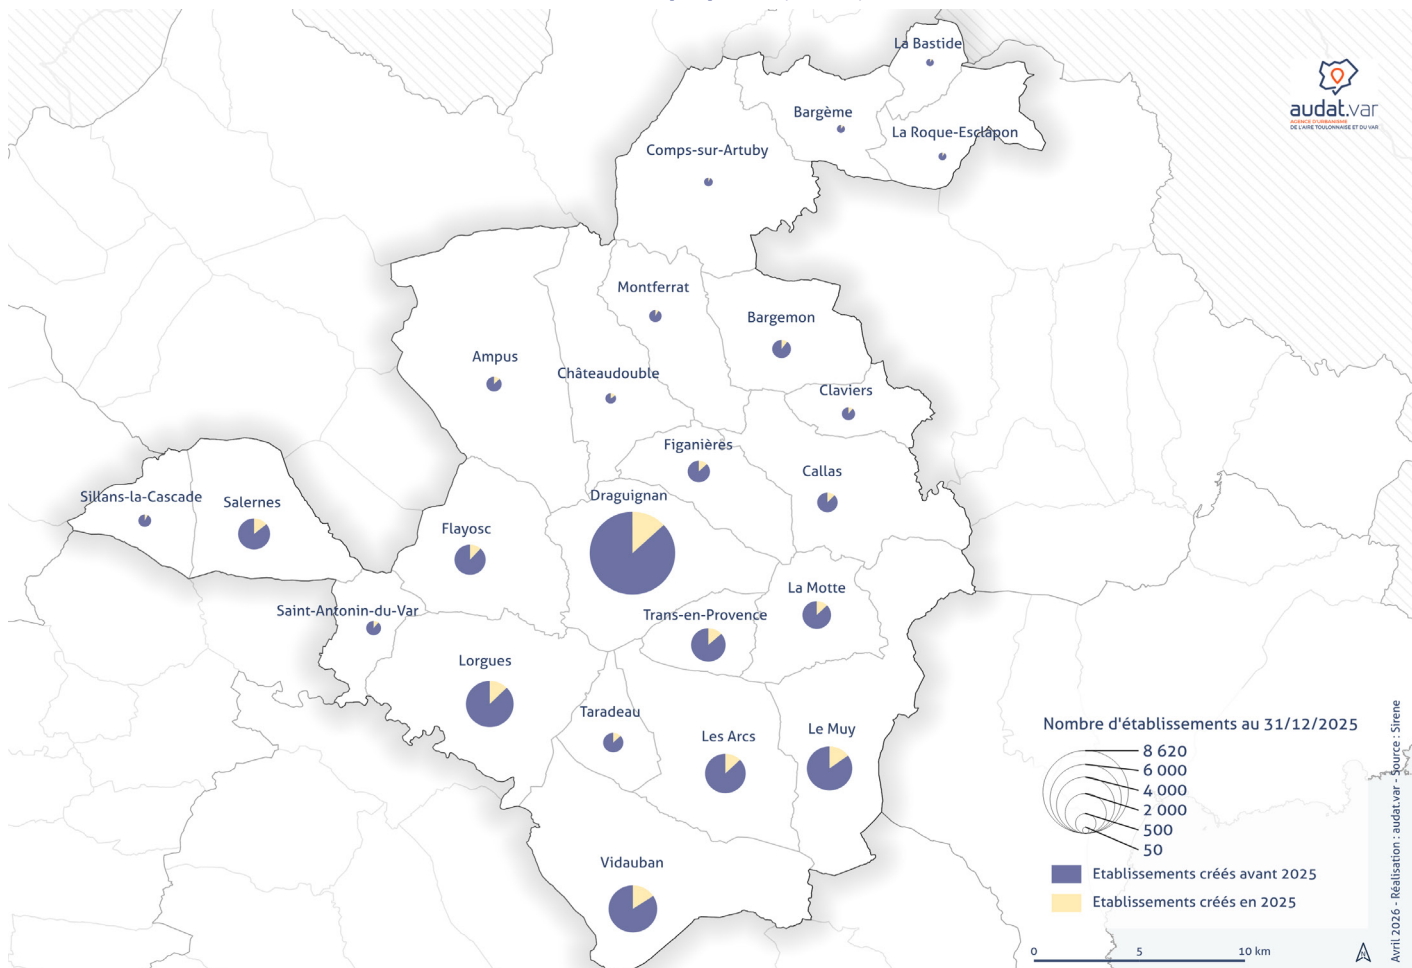 La Bastide
audat.var
AGENCE D'URBANISME
DE L'AIRE TOULONNAISE ET DU VAR
Bargème
La Roque-Esclapon
Comps-sur-Artuby
Montferrat
Bargemon
Ampus
Châteaudouble
Claviers
Figanières
Callas
Sillans-la-Cascade
Salernes
Draguignan
Flayosc
La Motte
Saint-Antonin-du-Var
Trans-en-Provence
Lorgues
Taradeau
Les Arcs
Le Muy
Vidauban
Nombre d'établissements au 31/12/2025
8 620
6 000
4 000
2 000
500
50
Etablissements créés avant 2025
Etablissements créés en 2025
0 5 10 km
N
Avril 2026 - Réalisation : audat.var - Source : Sirene